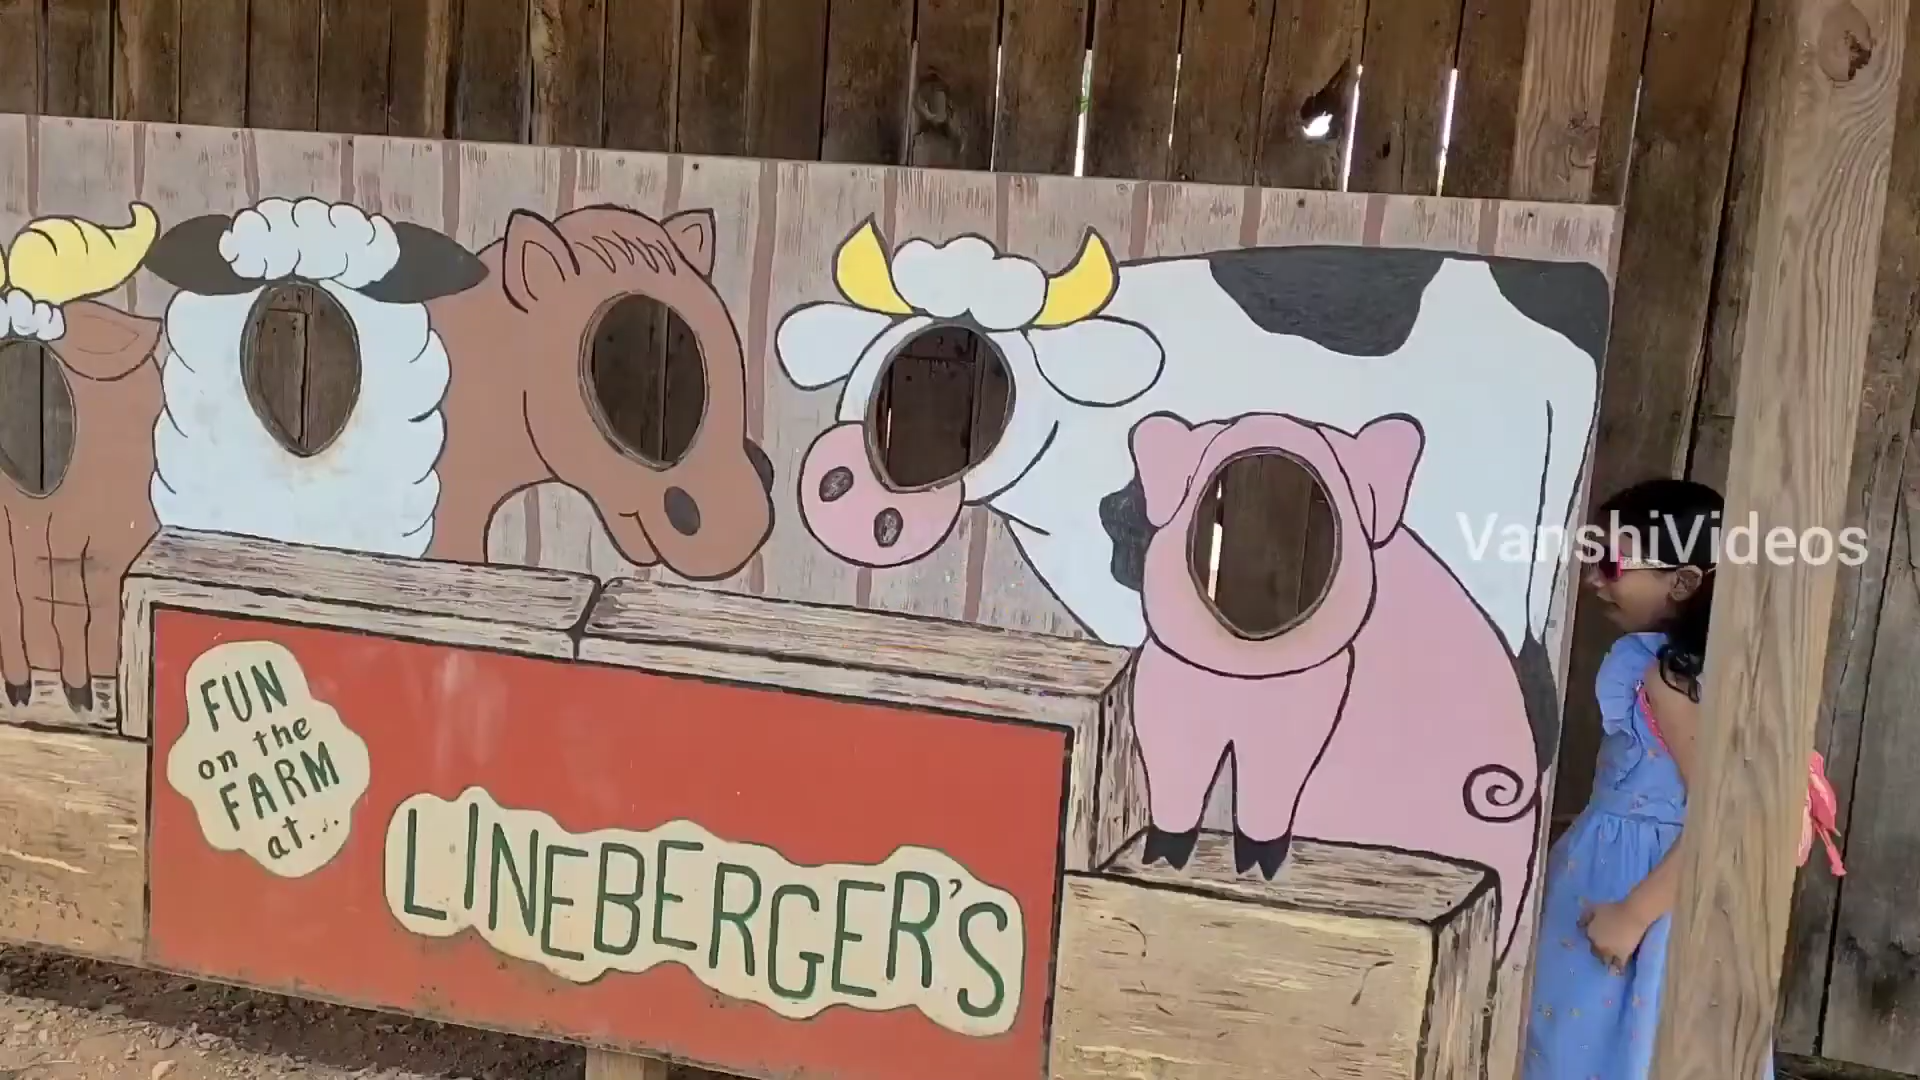 VanshiVideos
FUN
on the
FARM
at...
LINEBERGER'S